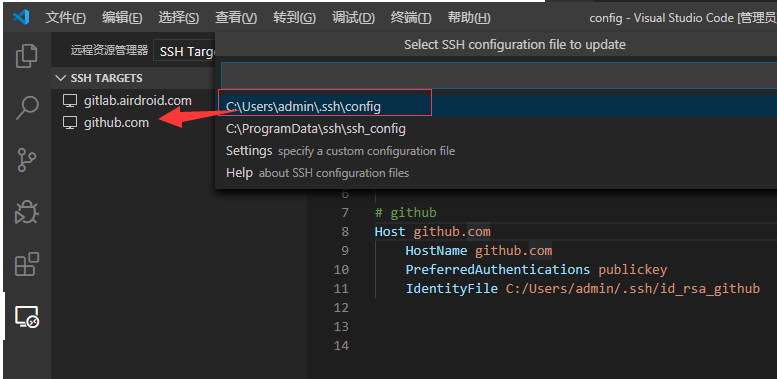 文件(F) 编辑(E) 选择(S) 查看(V) 转到(G) 调试(D) 终端(T) 帮助(H) config - Visual Studio Code [管理员
远程资源管理器 SSH Targe
Select SSH configuration file to update
SSH TARGETS
gitlab.airdroid.com
github.com
C:\Users\admin\.ssh\config
C:\ProgramData\ssh\ssh_config
Settings specify a custom configuration file
Help about SSH configuration files
6
7 # github
8 Host github.com
9 HostName github.com
10 PreferredAuthentications publickey
11 IdentityFile C:/Users/admin/.ssh/id_rsa_github
12
13
14